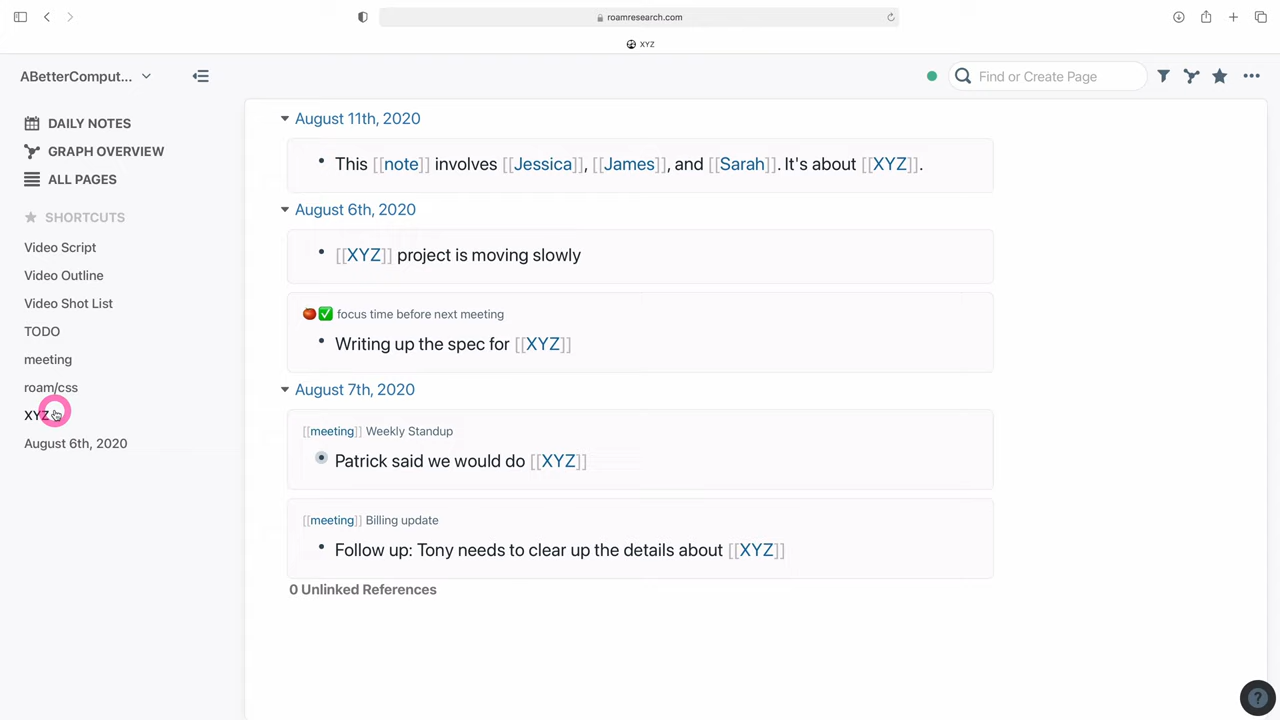 roamresearch.com
XYZ
ABetterComput...
Find or Create Page
DAILY NOTES
GRAPH OVERVIEW
ALL PAGES
SHORTCUTS
Video Script
Video Outline
Video Shot List
TODO
meeting
roam/css
XYZ
August 6th, 2020
August 11th, 2020
This [[note]] involves [[Jessica]], [[James]], and [[Sarah]]. It's about [[XYZ]].
August 6th, 2020
[[XYZ]] project is moving slowly
🍅✅ focus time before next meeting
Writing up the spec for [[XYZ]]
August 7th, 2020
[[meeting]] Weekly Standup
Patrick said we would do [[XYZ]]
[[meeting]] Billing update
Follow up: Tony needs to clear up the details about [[XYZ]]
0 Unlinked References
?